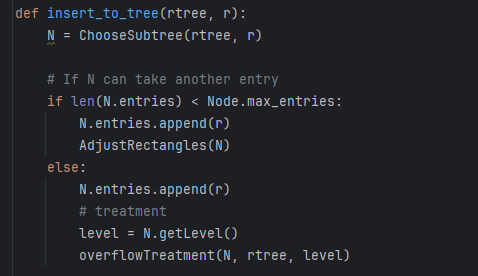 def insert_to_tree(rtree, r):
    N = ChooseSubtree(rtree, r)
    # If N can take another entry
    if len(N.entries) < Node.max_entries:
        N.entries.append(r)
        AdjustRectangles(N)
    else:
        N.entries.append(r)
        # treatment
        level = N.getLevel()
        overflowTreatment(N, rtree, level)